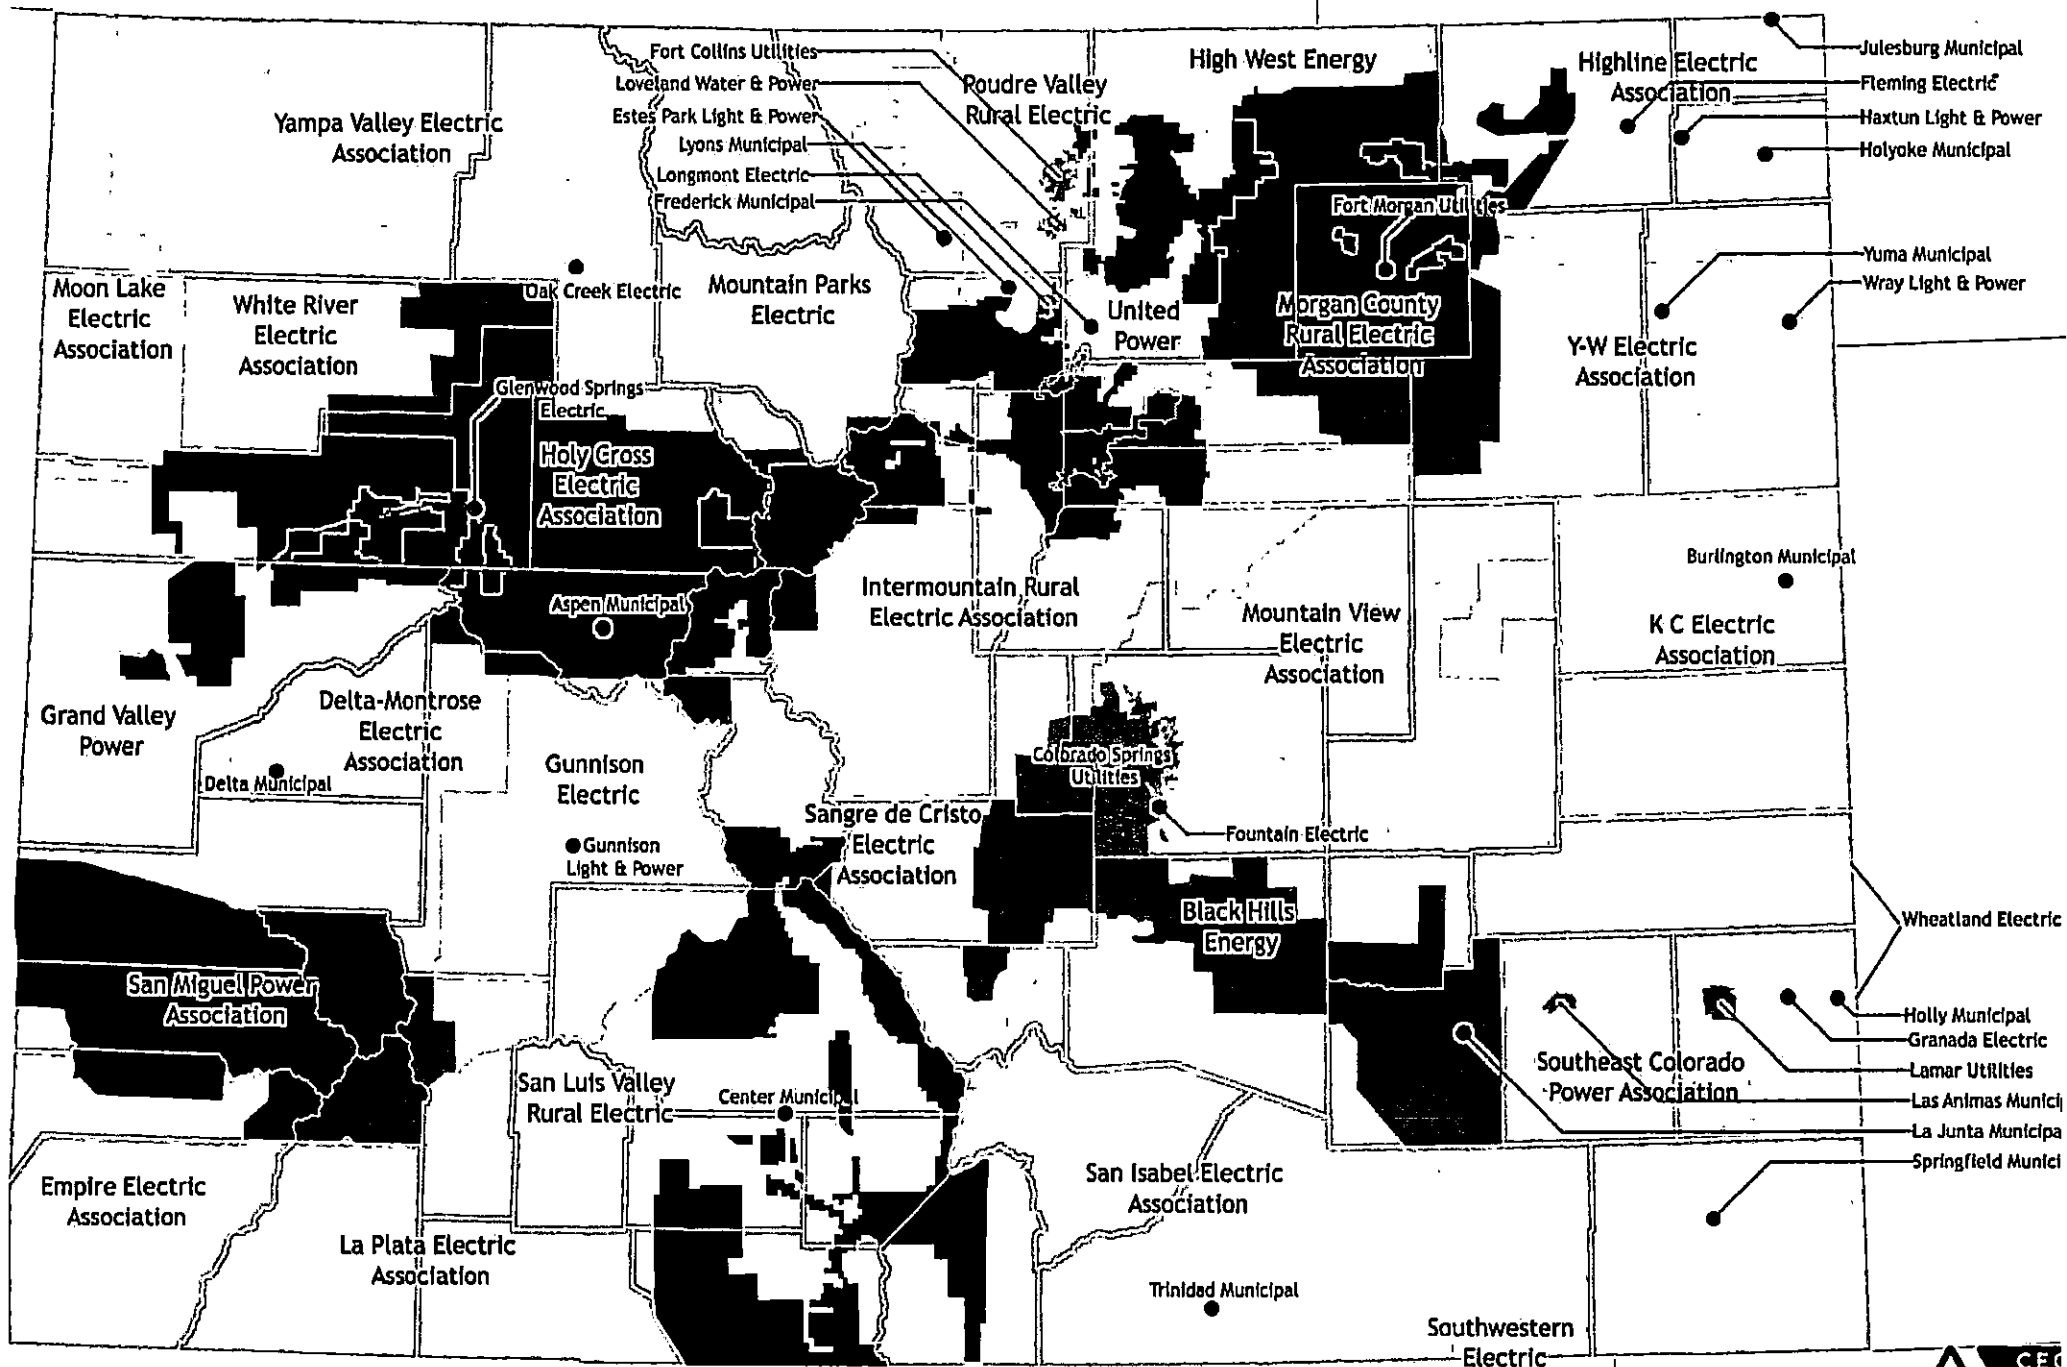 Fort Collins Utilities
Loveland Water & Power
Estes Park Light & Power
Lyons Municipal
Longmont Electric
Frederick Municipal
Poudre Valley
Rural Electric
High West Energy
Highline Electric
Association
Julesburg Municipal
Fleming Electric
Haxtun Light & Power
Holyoke Municipal
Yampa Valley Electric
Association
Fort Morgan Utilities
Yuma Municipal
Wray Light & Power
Moon Lake
Electric
Association
White River
Electric
Association
Oak Creek Electric
Mountain Parks
Electric
United
Power
Morgan County
Rural Electric
Association
Y-W Electric
Association
Glenwood Springs
Electric
Holy Cross
Electric
Association
Burlington Municipal
Aspen Municipal
Intermountain Rural
Electric Association
Mountain View
Electric
Association
K C Electric
Association
Grand Valley
Power
Delta-Montrose
Electric
Association
Delta Municipal
Gunnison
Electric
Colorado Springs
Utilities
Gunnison
Light & Power
Sangre de Cristo
Electric
Association
Fountain Electric
Black Hills
Energy
Wheatland Electric
San Miguel Power
Association
Holly Municipal
Granada Electric
Lamar Utilities
Las Animas Munici
La Junta Municipa
Springfield Munici
Southeast Colorado
Power Association
San Luis Valley
Rural Electric
Center Municipal
Empire Electric
Association
San Isabel Electric
Association
La Plata Electric
Association
Trinidad Municipal
Southwestern
Electric